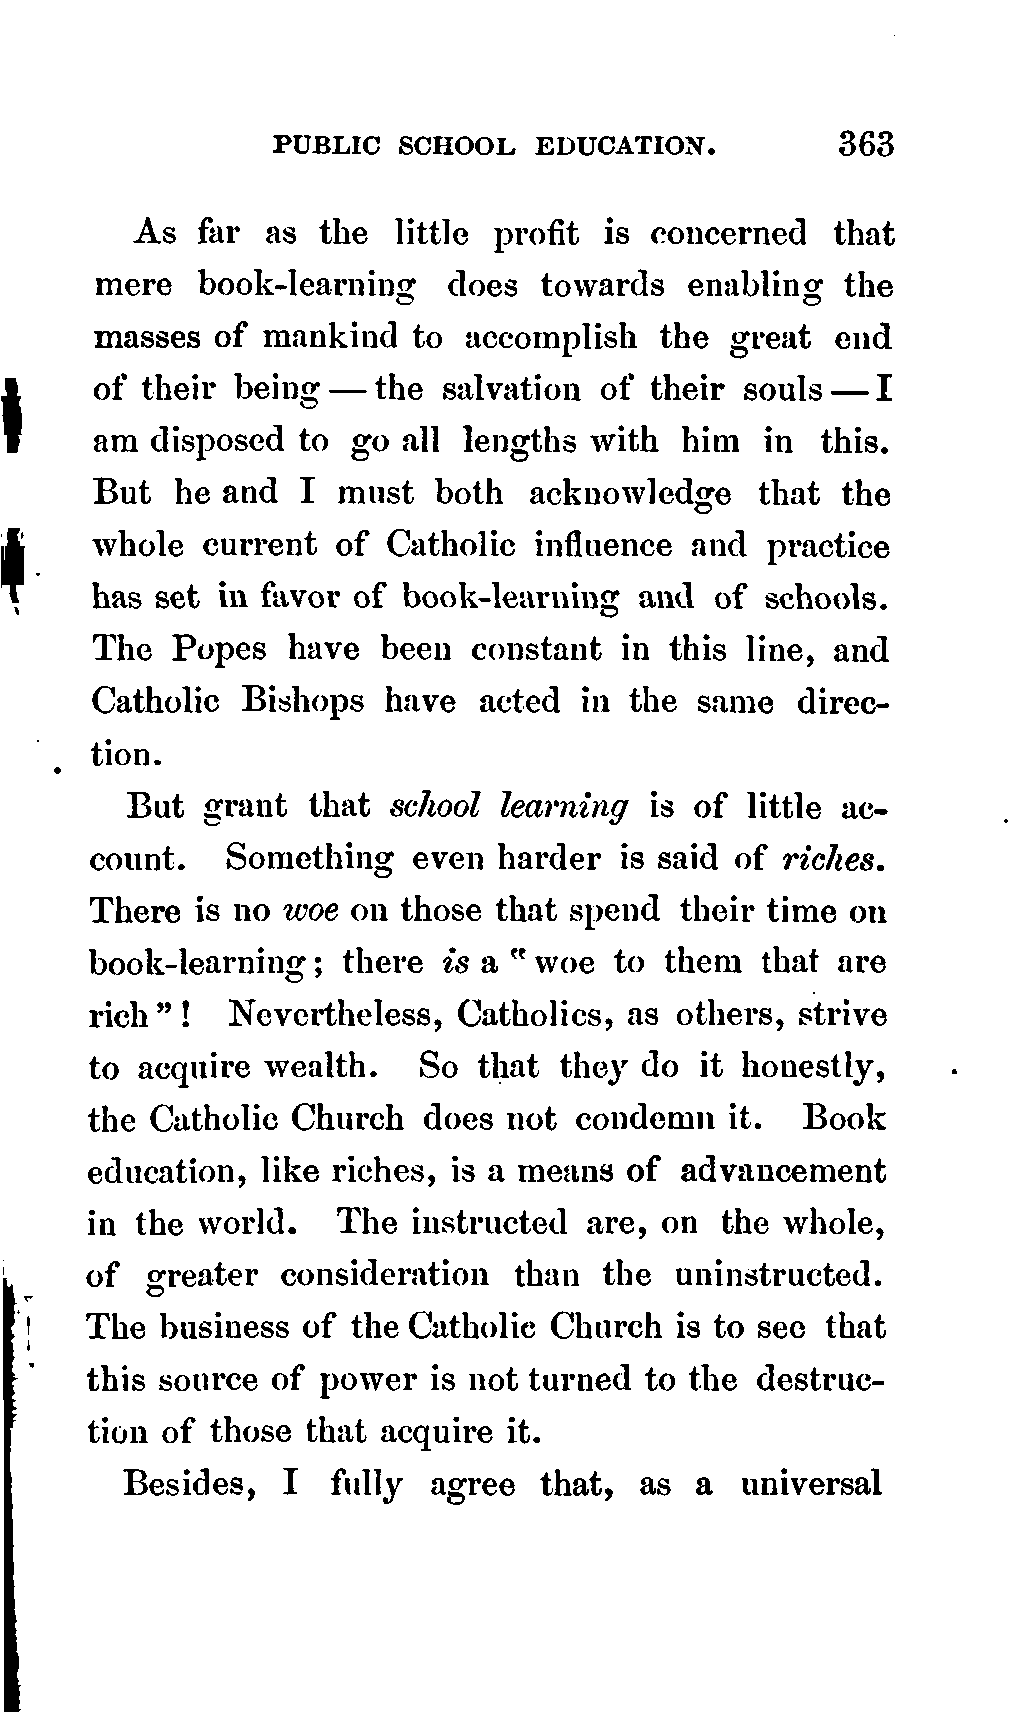 PUBLIC SCHOOL EDUCATION. 363
As far as the little profit is concerned that
mere book-learning does towards enabling the
masses of mankind to accomplish the great end
of their being — the salvation of their souls — I
am disposed to go all lengths with him in this.
But he and I must both acknowledge that the
whole current of Catholic influence and practice
has set in favor of book-learning and of schools.
The Popes have been constant in this line, and
Catholic Bishops have acted in the same direc-
tion.
But grant that school learning is of little ac-
count. Something even harder is said of riches.
There is no woe on those that spend their time on
book-learning; there is a "woe to them that are
rich"! Nevertheless, Catholics, as others, strive
to acquire wealth. So that they do it honestly,
the Catholic Church does not condemn it. Book
education, like riches, is a means of advancement
in the world. The instructed are, on the whole,
of greater consideration than the uninstructed.
The business of the Catholic Church is to see that
this source of power is not turned to the destruc-
tion of those that acquire it.
Besides, I fully agree that, as a universal